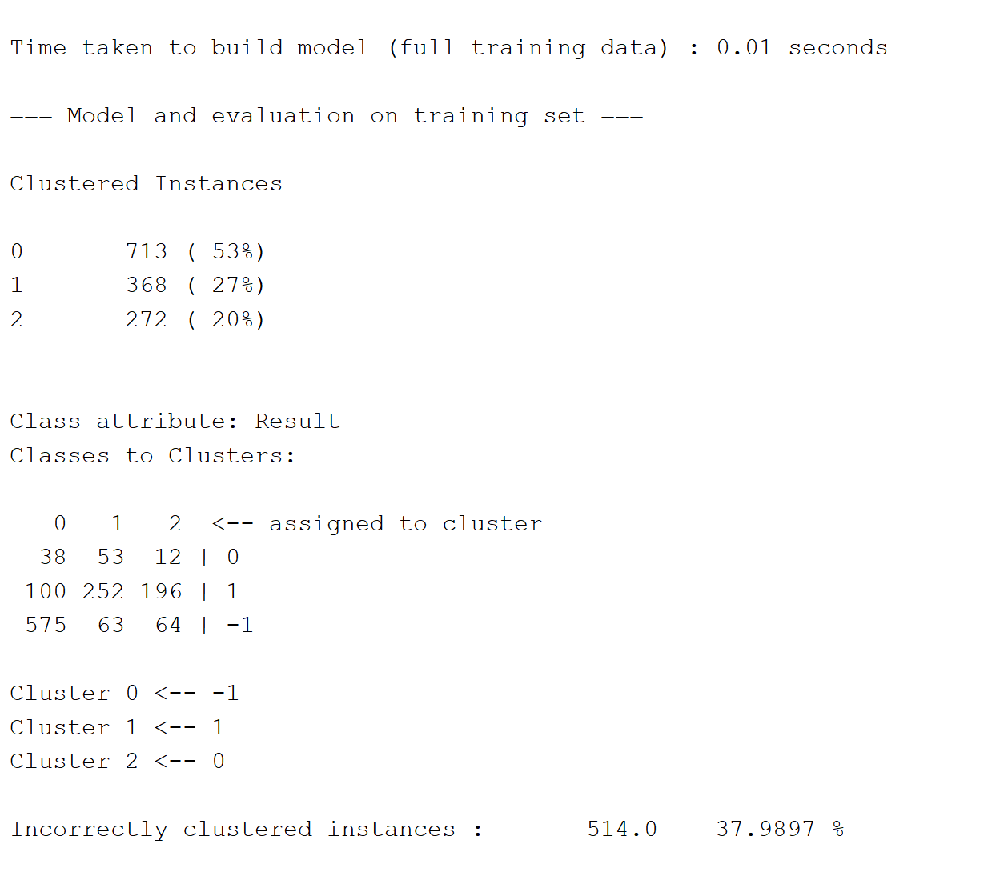 Time taken to build model (full training data) : 0.01 seconds
=== Model and evaluation on training set ===
Clustered Instances
0       713 ( 53%)
1       368 ( 27%)
2       272 ( 20%)
Class attribute: Result
Classes to Clusters:
   0   1   2  <-- assigned to cluster
  38  53  12 | 0
 100 252 196 | 1
 575  63  64 | -1
Cluster 0 <-- -1
Cluster 1 <-- 1
Cluster 2 <-- 0
Incorrectly clustered instances :       514.0    37.9897 %